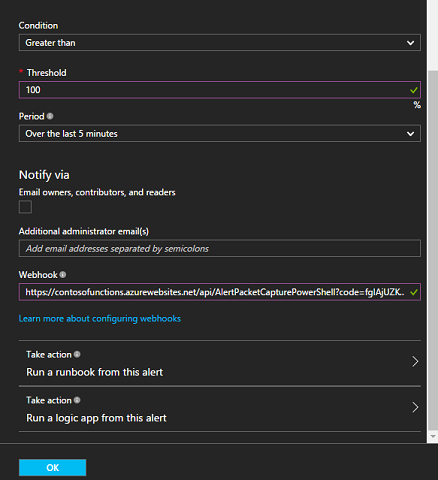 Condition
Greater than
* Threshold
100
%
Period
Over the last 5 minutes
Notify via
Email owners, contributors, and readers
Additional administrator email(s)
Add email addresses separated by semicolons
Webhook
https://contosofunctions.azurewebsites.net/api/AlertPacketCapturePowerShell?code=fgIAjUZK..
Learn more about configuring webhooks
Take action
Run a runbook from this alert
Take action
Run a logic app from this alert
OK